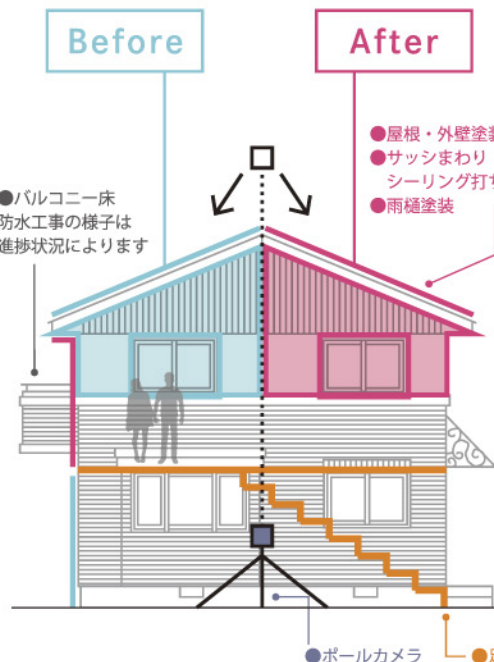 Before
After
●屋根・外壁塗装
●サッシまわり
シーリング打ち
●雨樋塗装
●バルコニー床
防水工事の様子は
進捗状況によります
●ポールカメラ